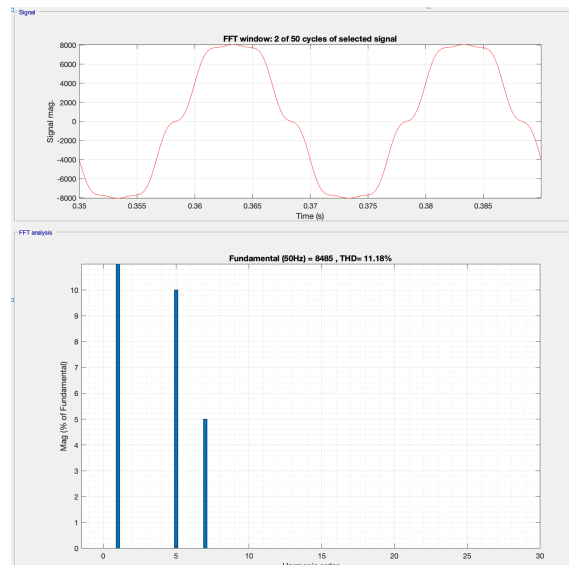 Signal
FFT window: 2 of 50 cycles of selected signal
Signal mag.
8000
6000
4000
2000
0
-2000
-4000
-6000
-8000
0.35 0.355 0.36 0.365 0.37 0.375 0.38 0.385
Time (s)
FFT analysis
Fundamental (50Hz) = 8485 , THD= 11.18%
Mag (% of Fundamental)
10
9
8
7
6
5
4
3
2
1
0
0 5 10 15 20 25 30
Harmonic order